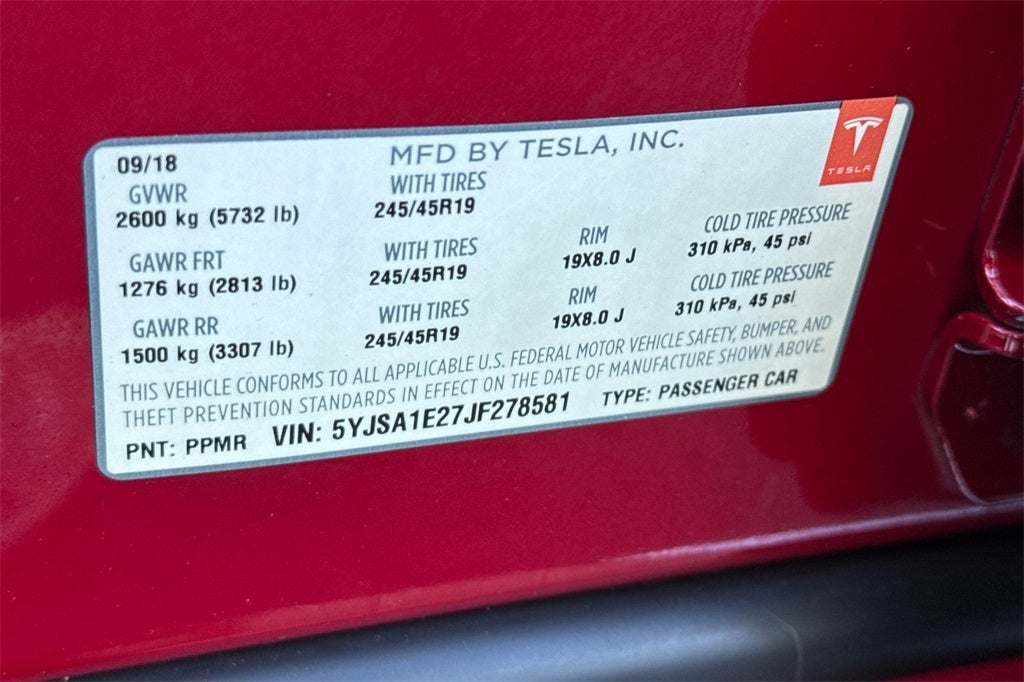 09/18
MFD BY TESLA, INC.
TESLA
GVWR
WITH TIRES
2600 kg (5732 lb)
245/45R19
GAWR FRT
WITH TIRES
RIM
COLD TIRE PRESSURE
1276 kg (2813 lb)
245/45R19
19X8.0 J
310 kPa, 45 psi
GAWR RR
WITH TIRES
RIM
COLD TIRE PRESSURE
1500 kg (3307 lb)
245/45R19
19X8.0 J
310 kPa, 45 psi
THIS VEHICLE CONFORMS TO ALL APPLICABLE U.S. FEDERAL MOTOR VEHICLE SAFETY, BUMPER, AND
THEFT PREVENTION STANDARDS IN EFFECT ON THE DATE OF MANUFACTURE SHOWN ABOVE.
PNT: PPMR VIN: 5YJSA1E27JF278581 TYPE: PASSENGER CAR